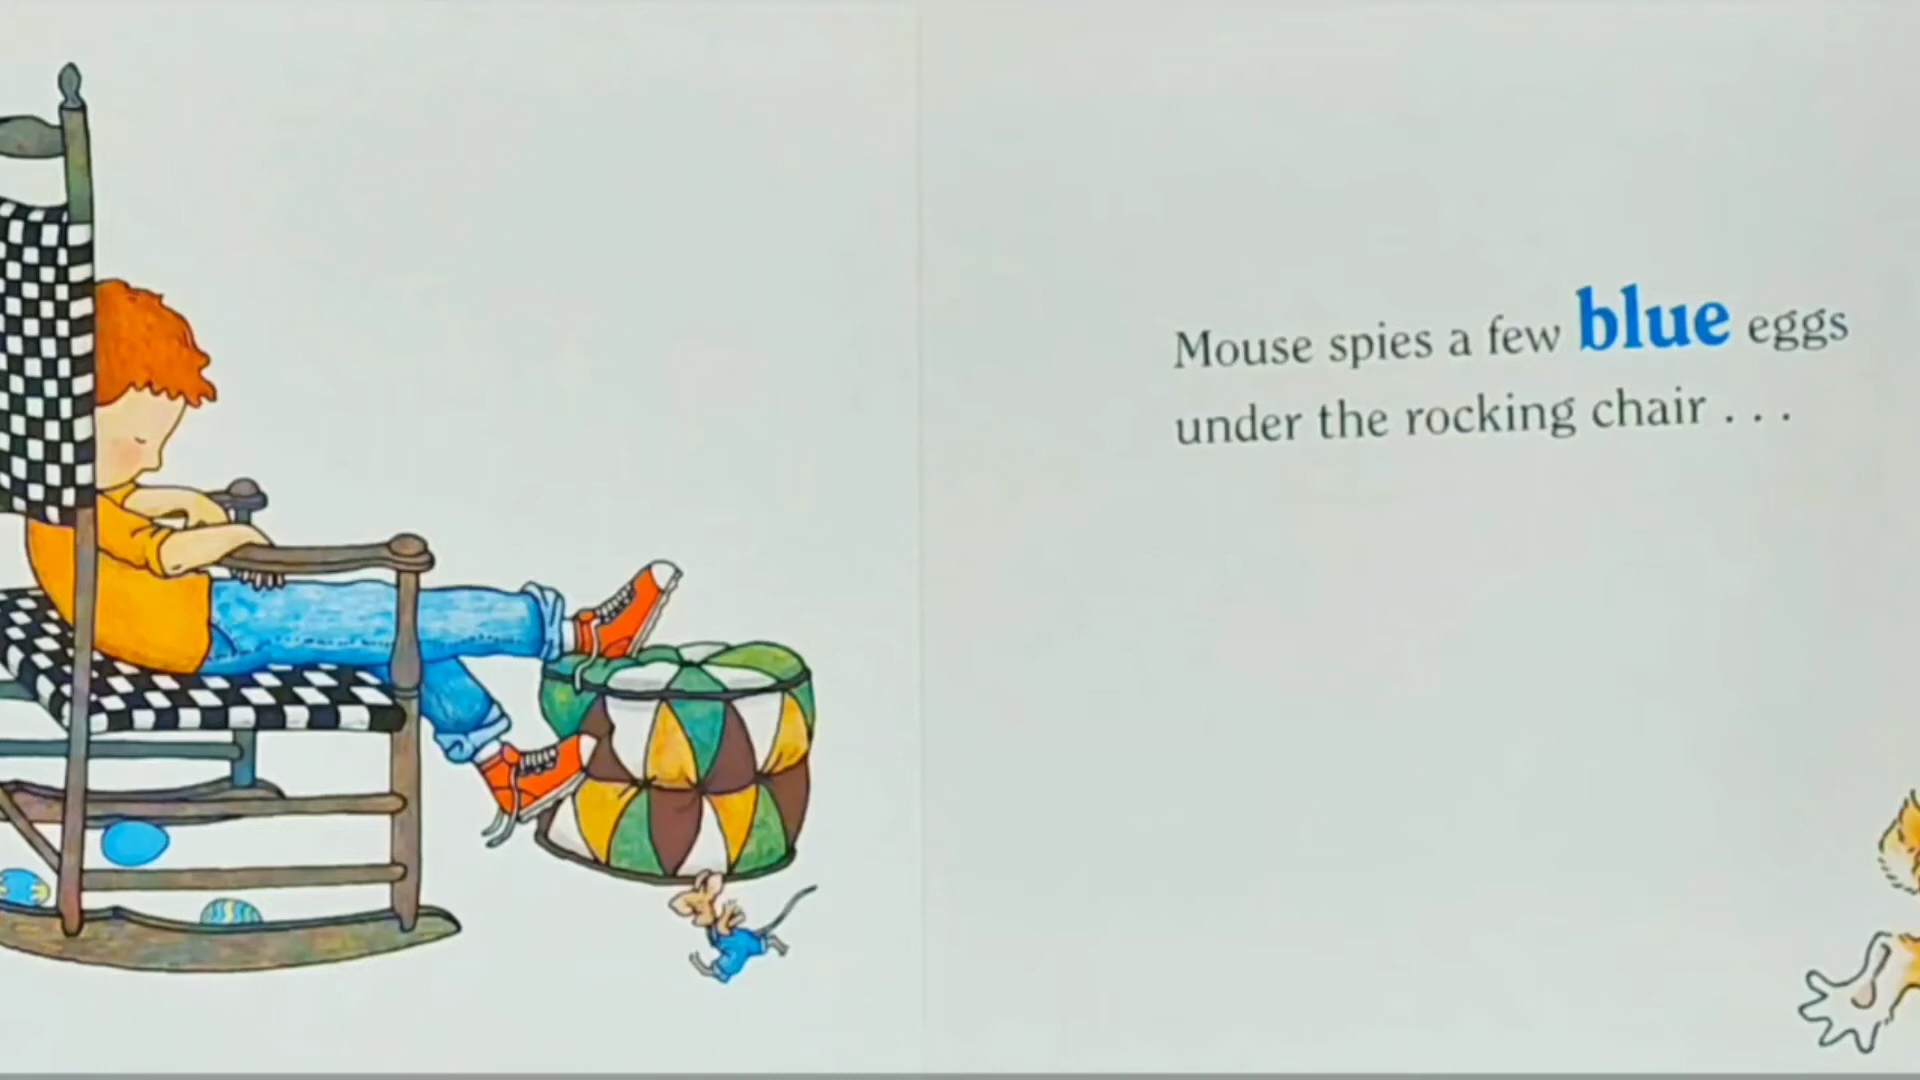 Mouse spies a few blue eggs
under the rocking chair . . .